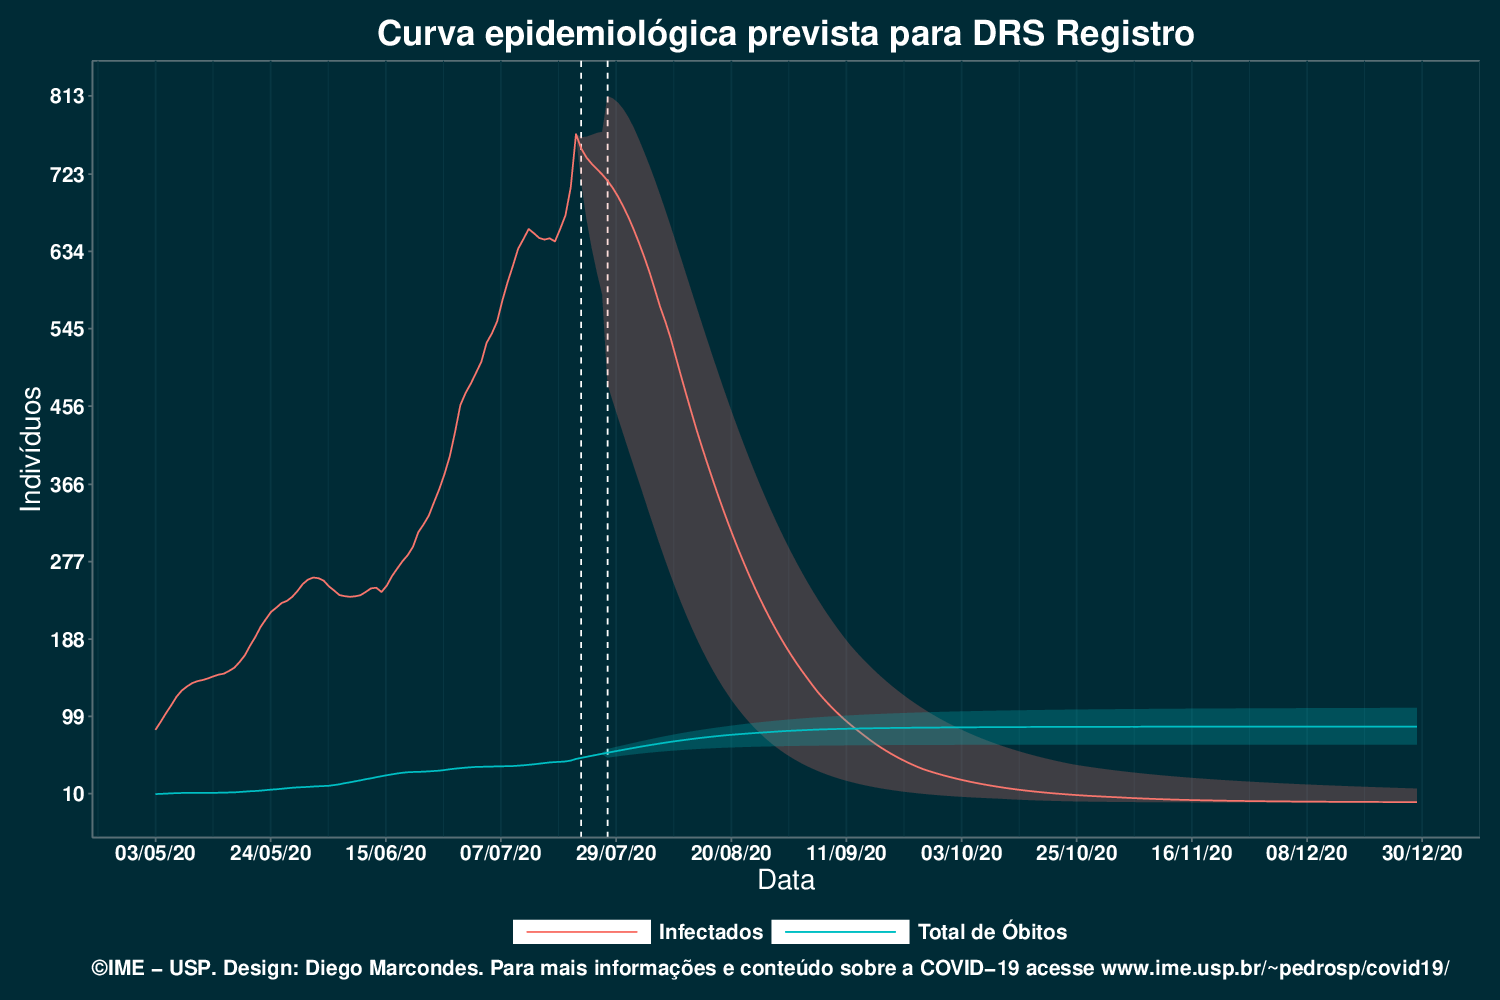 Curva epidemiológica prevista para DRS Registro
Indivíduos
813
723
634
545
456
366
277
188
99
10
03/05/20 24/05/20 15/06/20 07/07/20 29/07/20 20/08/20 11/09/20 03/10/20 25/10/20 16/11/20 08/12/20 30/12/20
Data
Infectados Total de Óbitos
©IME − USP. Design: Diego Marcondes. Para mais informações e conteúdo sobre a COVID−19 acesse www.ime.usp.br/~pedrosp/covid19/